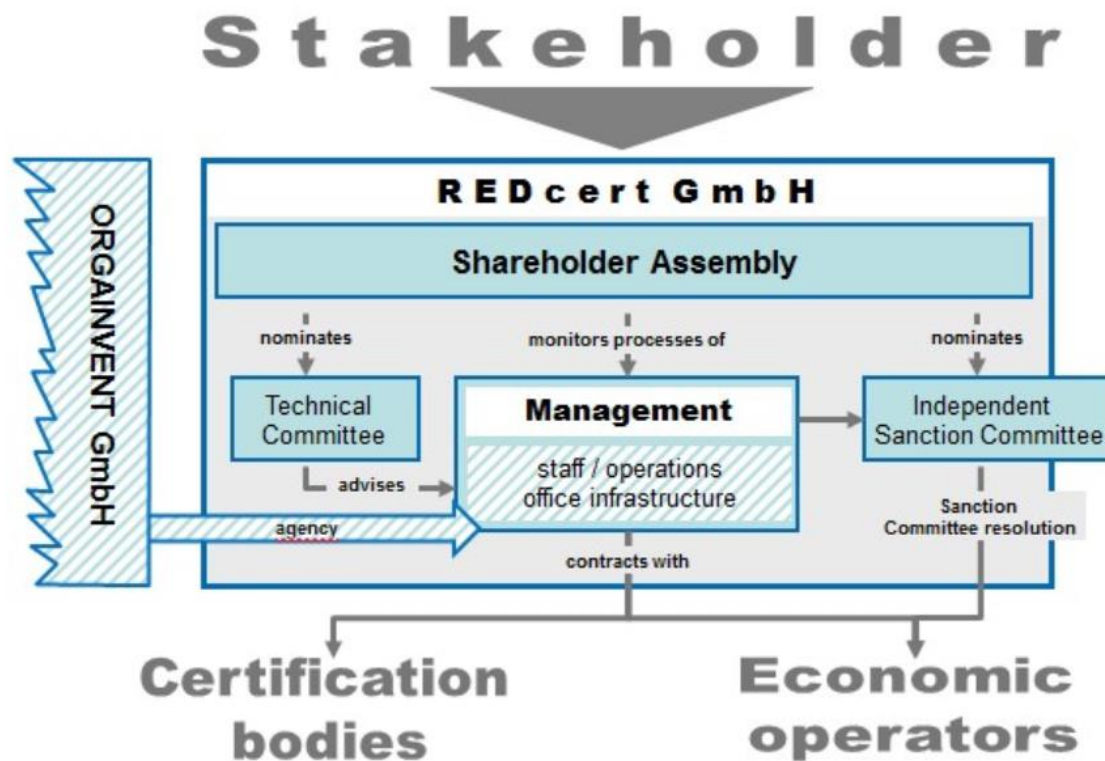 Stakeholder
REDcert GmbH
ORGAINVENT GmbH
Shareholder Assembly
nominates
monitors processes of
nominates
Technical
Committee
Management
staff / operations
office infrastructure
Independent
Sanction Committee
advises
agency
Sanction
Committee resolution
contracts with
Certification
bodies
Economic
operators